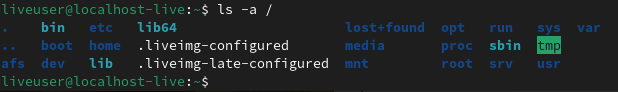 liveuser@localhost-live:~$ ls -a /
.    bin   etc   lib64                     lost+found  opt   run   sys  var
..   boot  home  .liveimg-configured       media       proc  sbin  tmp
afs  dev   lib   .liveimg-late-configured  mnt         root  srv   usr
liveuser@localhost-live:~$